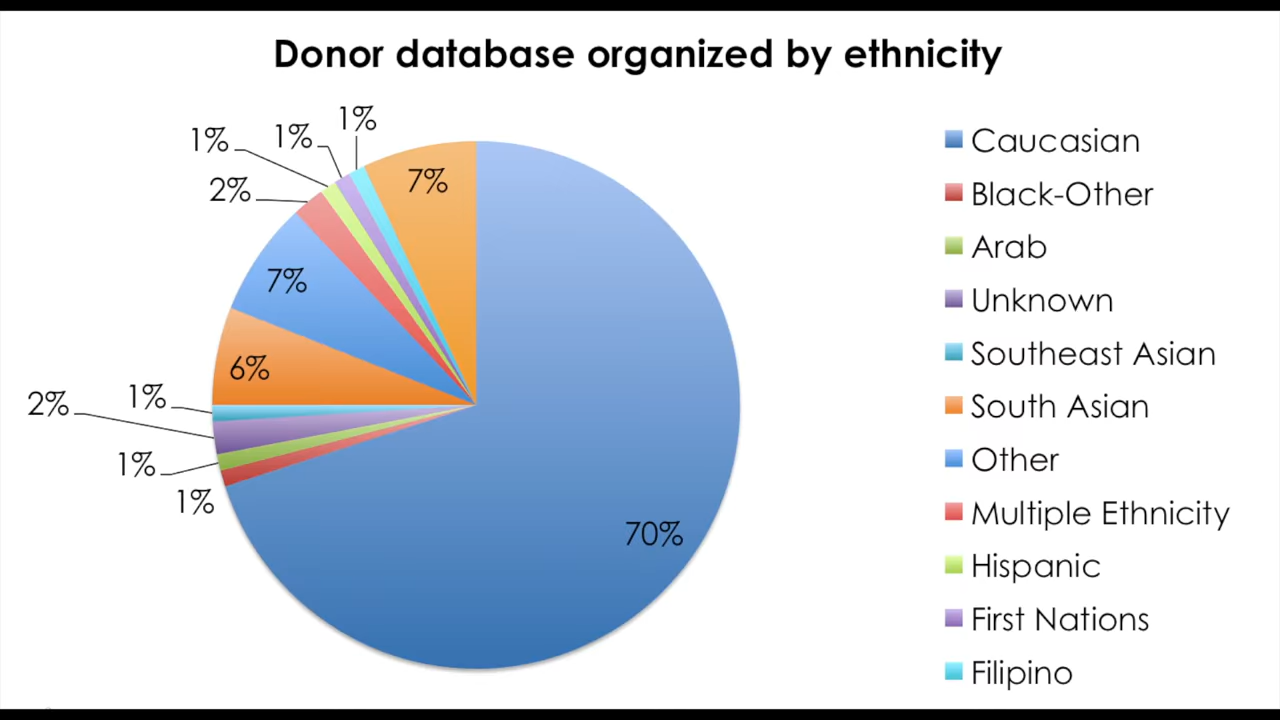 Donor database organized by ethnicity
1%
1%
1%
2%
7%
7%
6%
1%
2%
1%
1%
70%
Caucasian
Black-Other
Arab
Unknown
Southeast Asian
South Asian
Other
Multiple Ethnicity
Hispanic
First Nations
Filipino